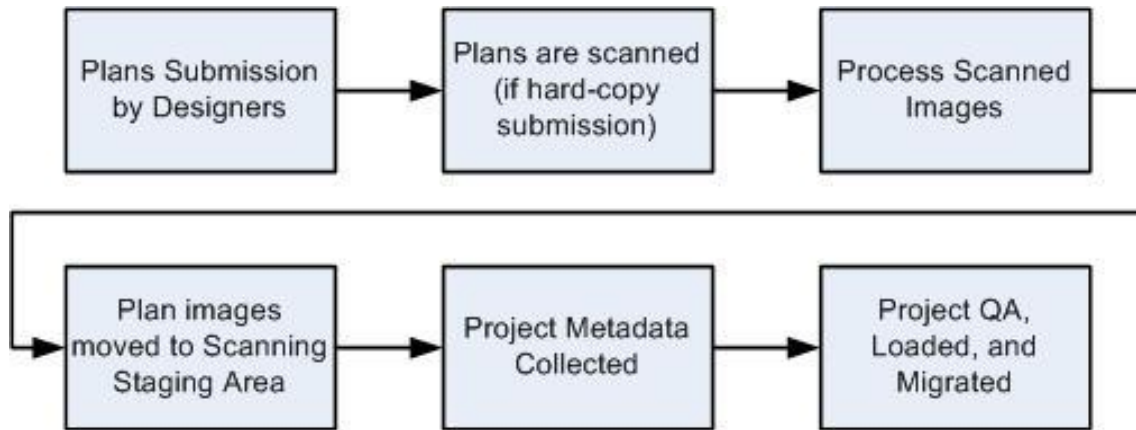 Plans Submission
by Designers
Plans are scanned
(if hard-copy
submission)
Process Scanned
Images
Plan images
moved to Scanning
Staging Area
Project Metadata
Collected
Project QA,
Loaded, and
Migrated